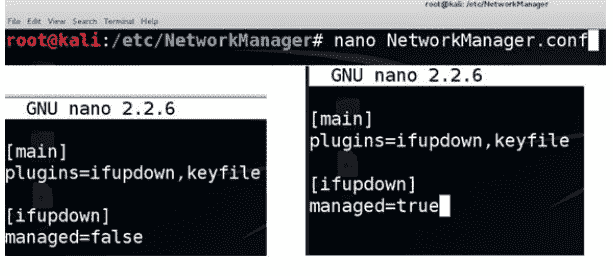 root@kali: /etc/NetworkManager
File Edit View Search Terminal Help
root@kali:/etc/NetworkManager# nano NetworkManager.conf
GNU nano 2.2.6
[main]
plugins=ifupdown,keyfile
[ifupdown]
managed=false
GNU nano 2.2.6
[main]
plugins=ifupdown,keyfile
[ifupdown]
managed=true